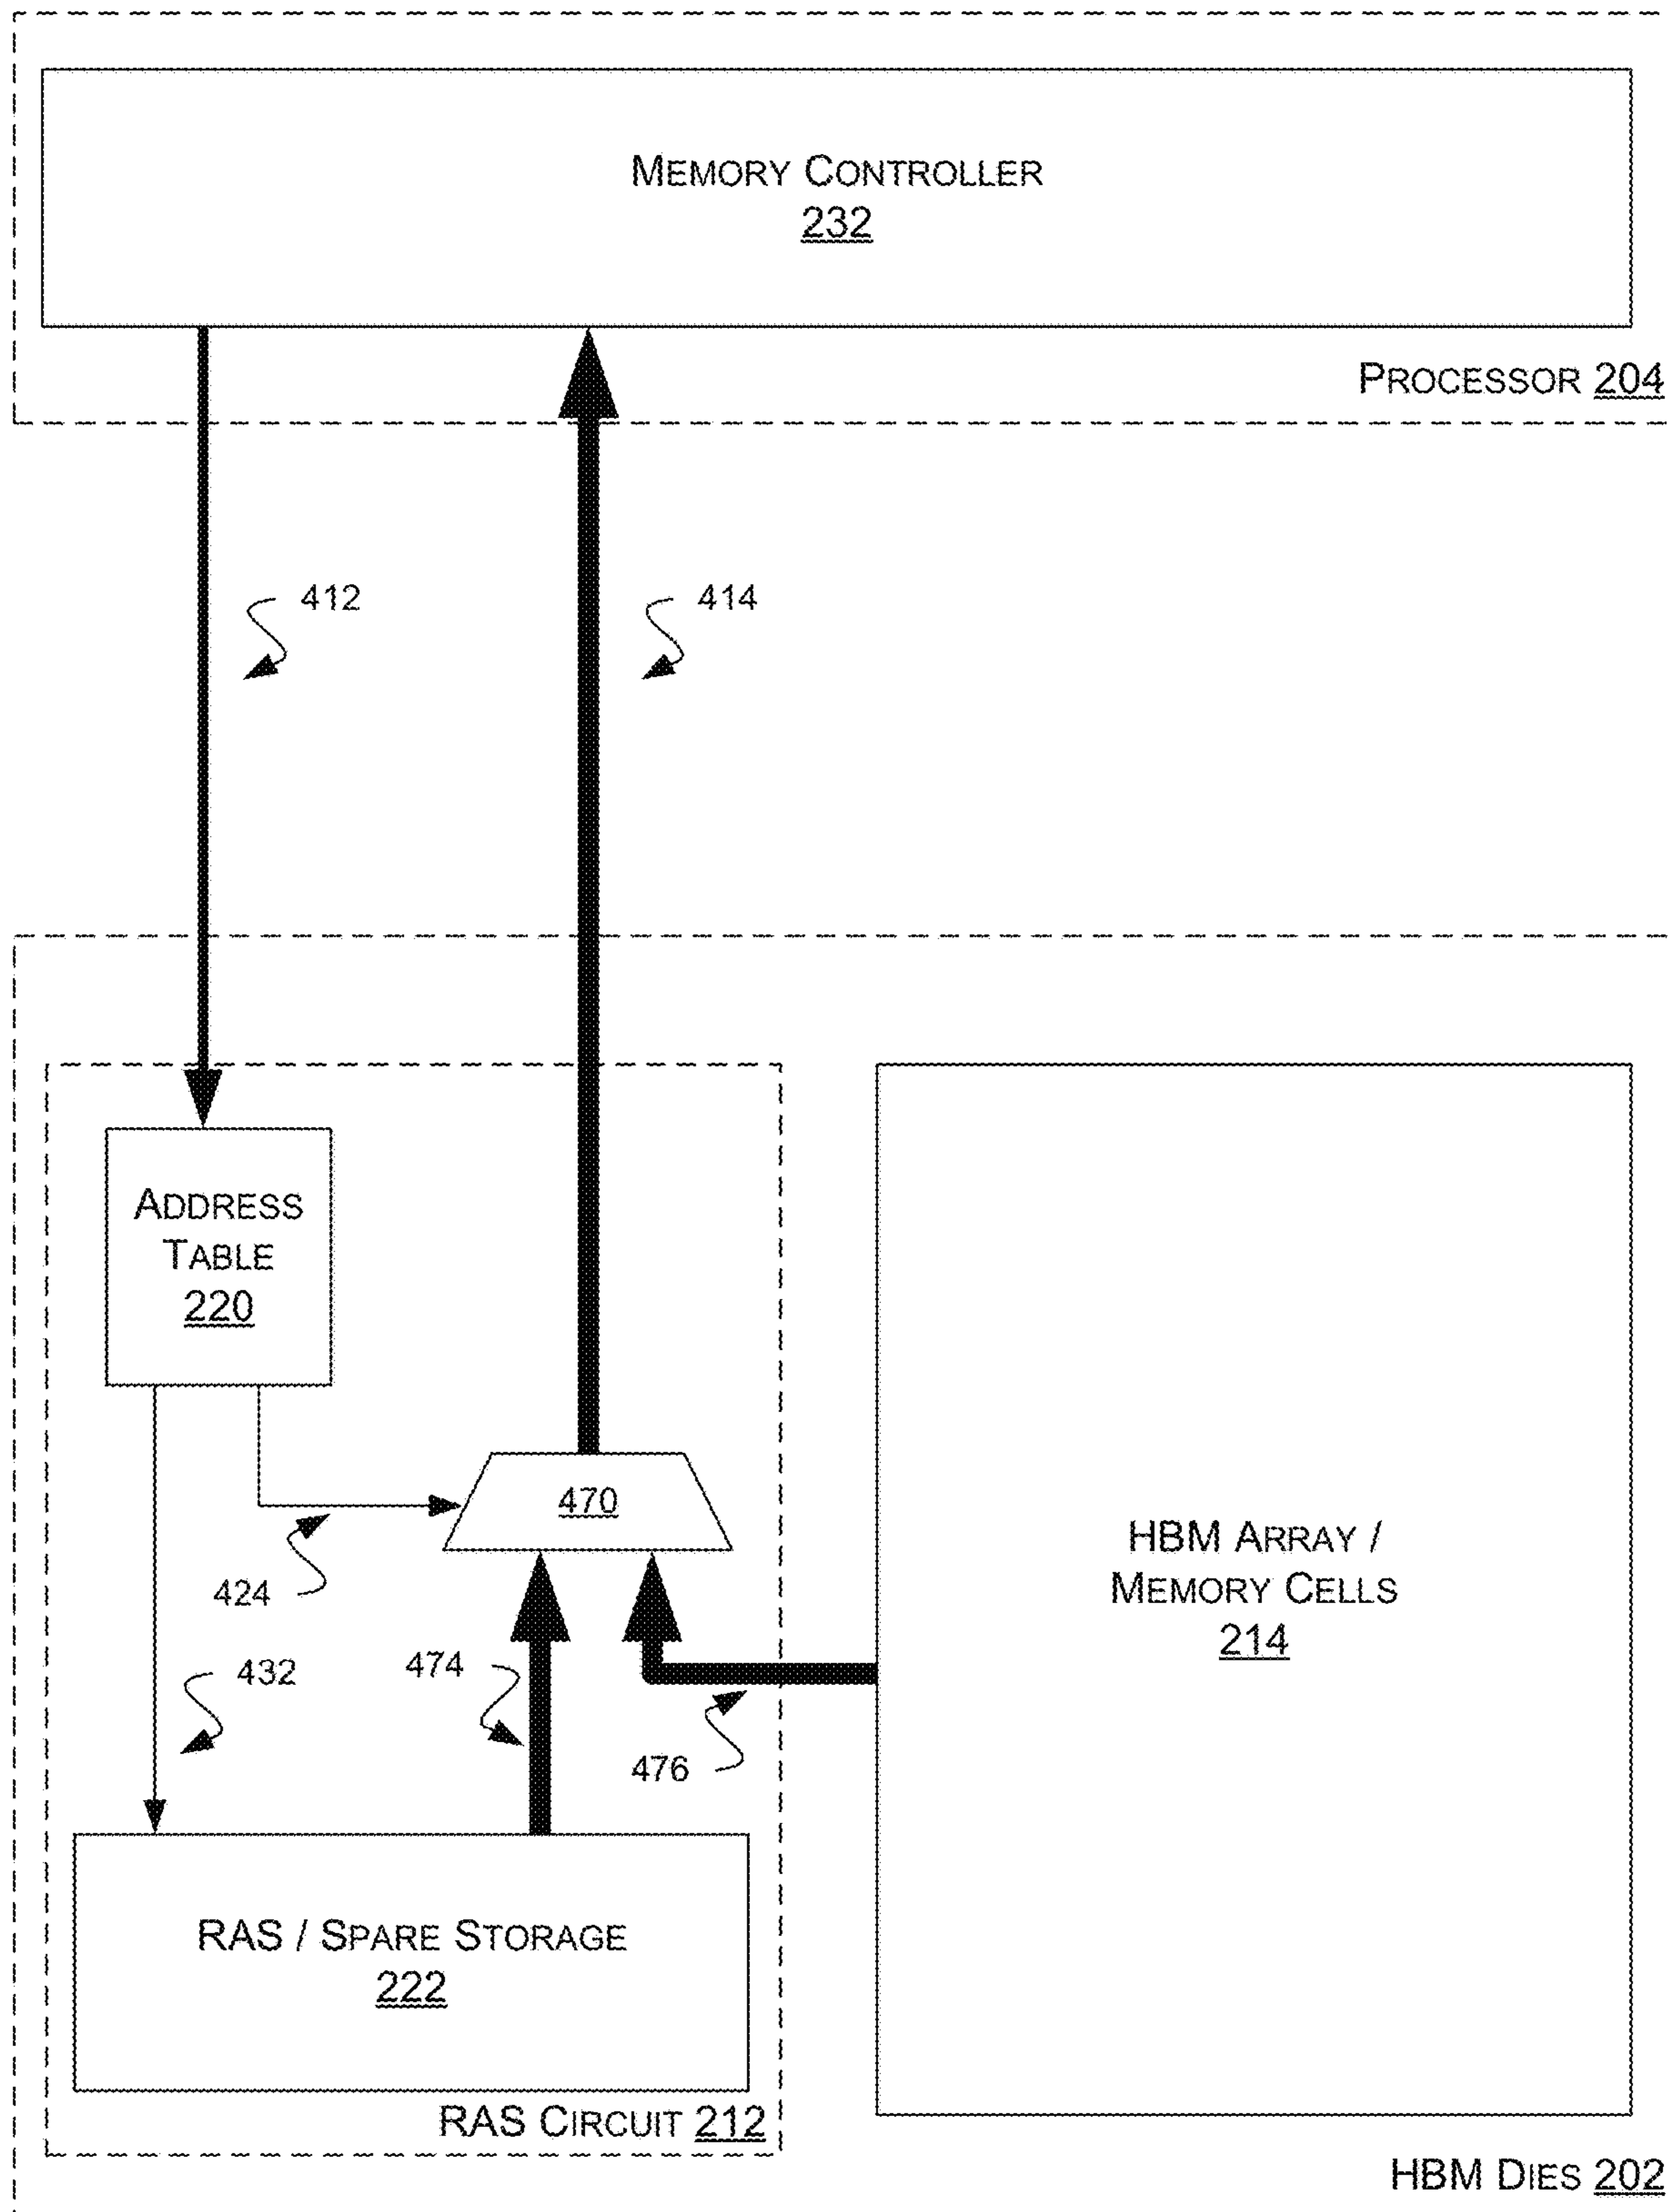 MEMORY CONTROLLER
232
PROCESSOR 204
412
414
ADDRESS
TABLE
220
470
424
432
474
476
HBM ARRAY /
MEMORY CELLS
214
RAS / SPARE STORAGE
222
RAS CIRCUIT 212
HBM DIES 202